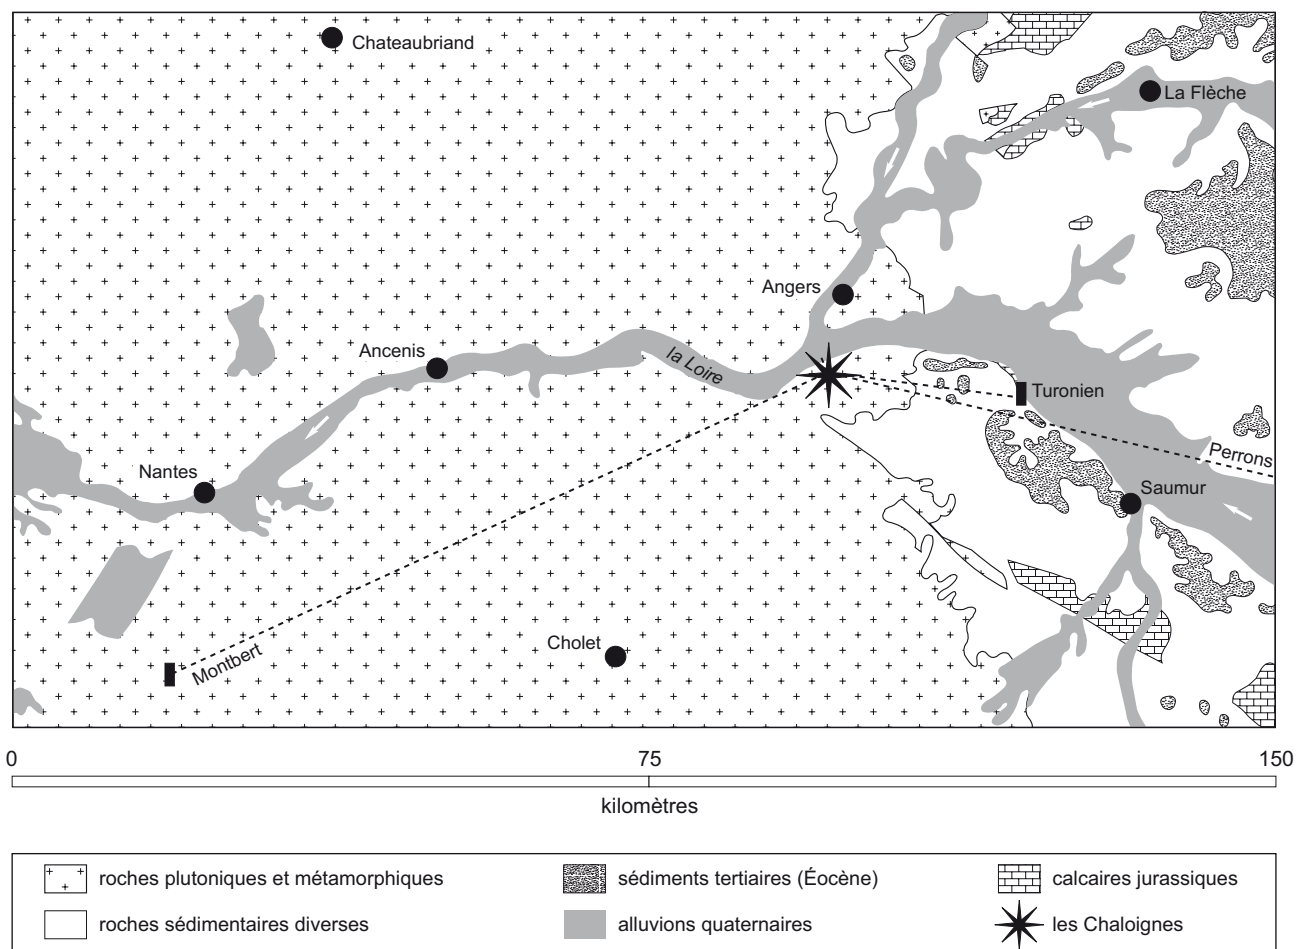 Chateaubriand
La Flèche
Angers
Ancenis
la Loire
Turonien
Perrons
Nantes
Saumur
Cholet
Montbert
0 75 150
kilomètres
roches plutoniques et métamorphiques sédiments tertiaires (Éocène) calcaires jurassiques
roches sédimentaires diverses alluvions quaternaires les Chaloignes